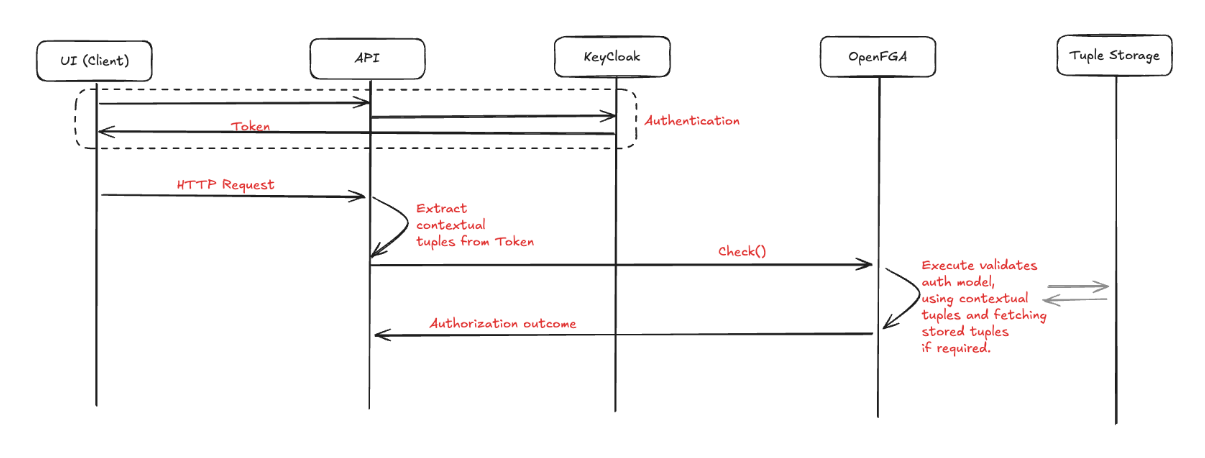 UI (Client)
API
KeyCloak
OpenFGA
Tuple Storage
Authentication
Token
HTTP Request
Extract
contextual
tuples from Token
Check()
Execute validates
auth model,
using contextual
tuples and fetching
stored tuples
if required.
Authorization outcome